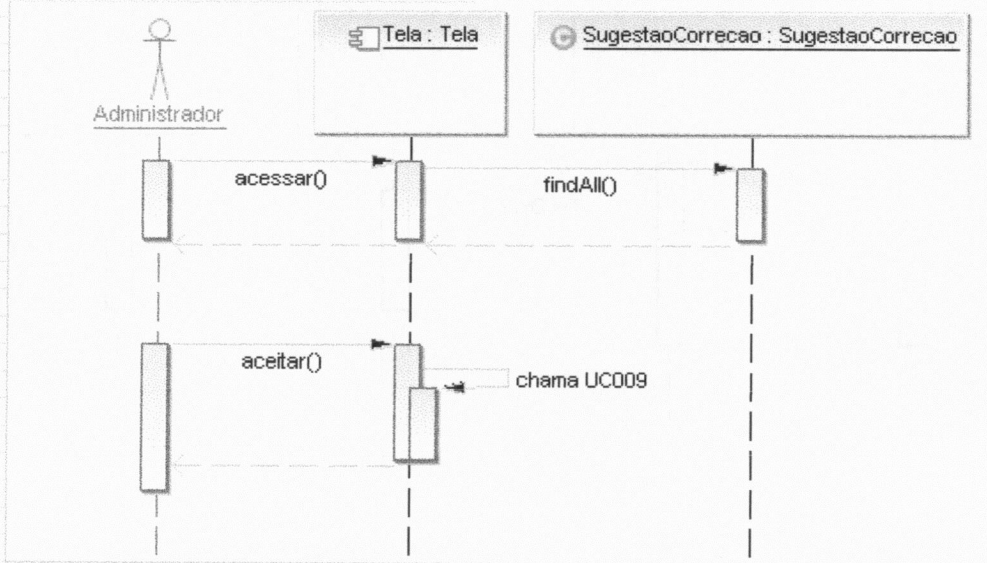 Tela : Tela
SugestaoCorrecao : SugestaoCorrecao
Administrador
acessar()
findAll()
aceitar()
chama UC009